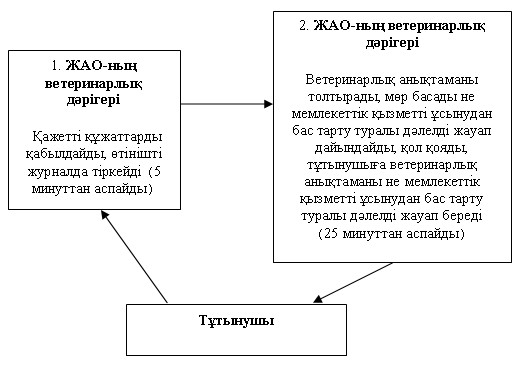 1. ЖАО-ның
ветеринарлық
дәрігері
Қажетті құжаттарды
қабылдайды, өтінішті
журналда тіркейді (5
минуттан аспайды)
2. ЖАО-ның ветеринарлық
дәрігері
Ветеринарлық анықтаманы
толтырады, мөр басады не
мемлекеттік қызметті ұсынудан
бас тарту туралы дәлелді жауап
дайындайды, қол қояды,
тұтынушыға ветеринарлық
анықтаманы не мемлекеттік
қызметті ұсынудан бас тарту
туралы дәлелді жауап береді
(25 минуттан аспайды)
Тұтынушы